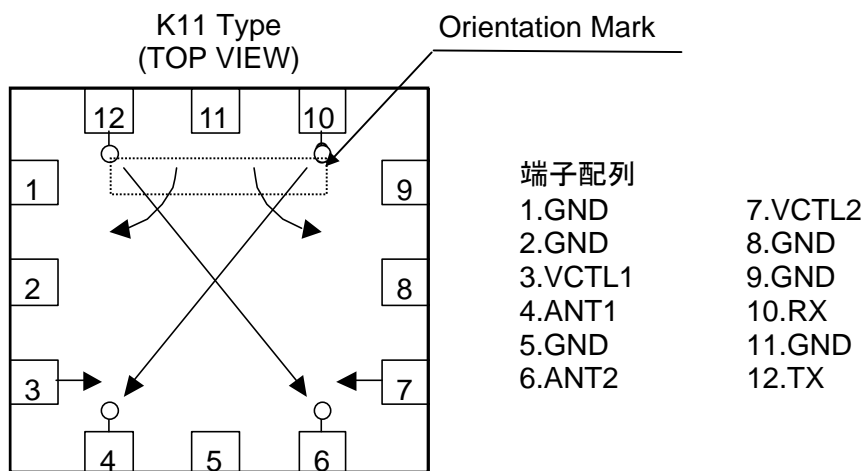 K11 Type
(TOP VIEW)
Orientation Mark
12 11 10
1 9
2 8
3 7
4 5 6
端子配列
1.GND 7.VCTL2
2.GND 8.GND
3.VCTL1 9.GND
4.ANT1 10.RX
5.GND 11.GND
6.ANT2 12.TX